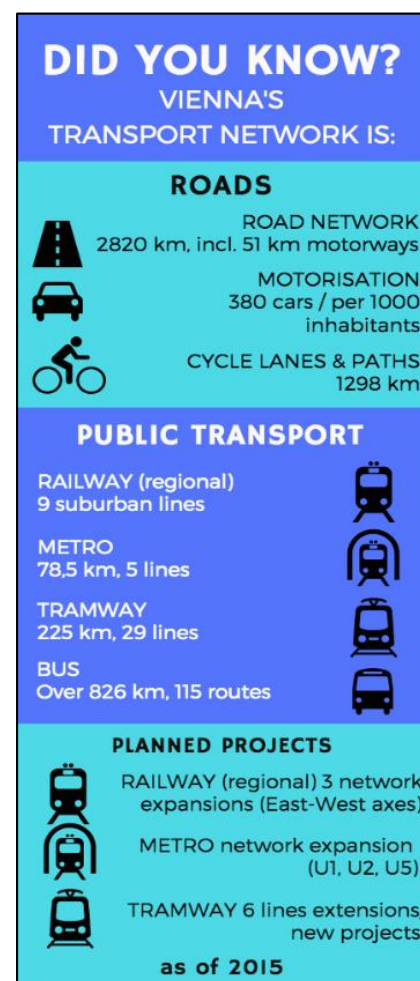 DID YOU KNOW?
VIENNA'S
TRANSPORT NETWORK IS:
ROADS
ROAD NETWORK
2820 km, incl. 51 km motorways
MOTORISATION
380 cars / per 1000
inhabitants
CYCLE LANES & PATHS
1298 km
PUBLIC TRANSPORT
RAILWAY (regional)
9 suburban lines
METRO
78,5 km, 5 lines
TRAMWAY
225 km, 29 lines
BUS
Over 826 km, 115 routes
PLANNED PROJECTS
RAILWAY (regional) 3 network
expansions (East-West axes)
METRO network expansion
(U1, U2, U5)
TRAMWAY 6 lines extensions,
new projects
as of 2015